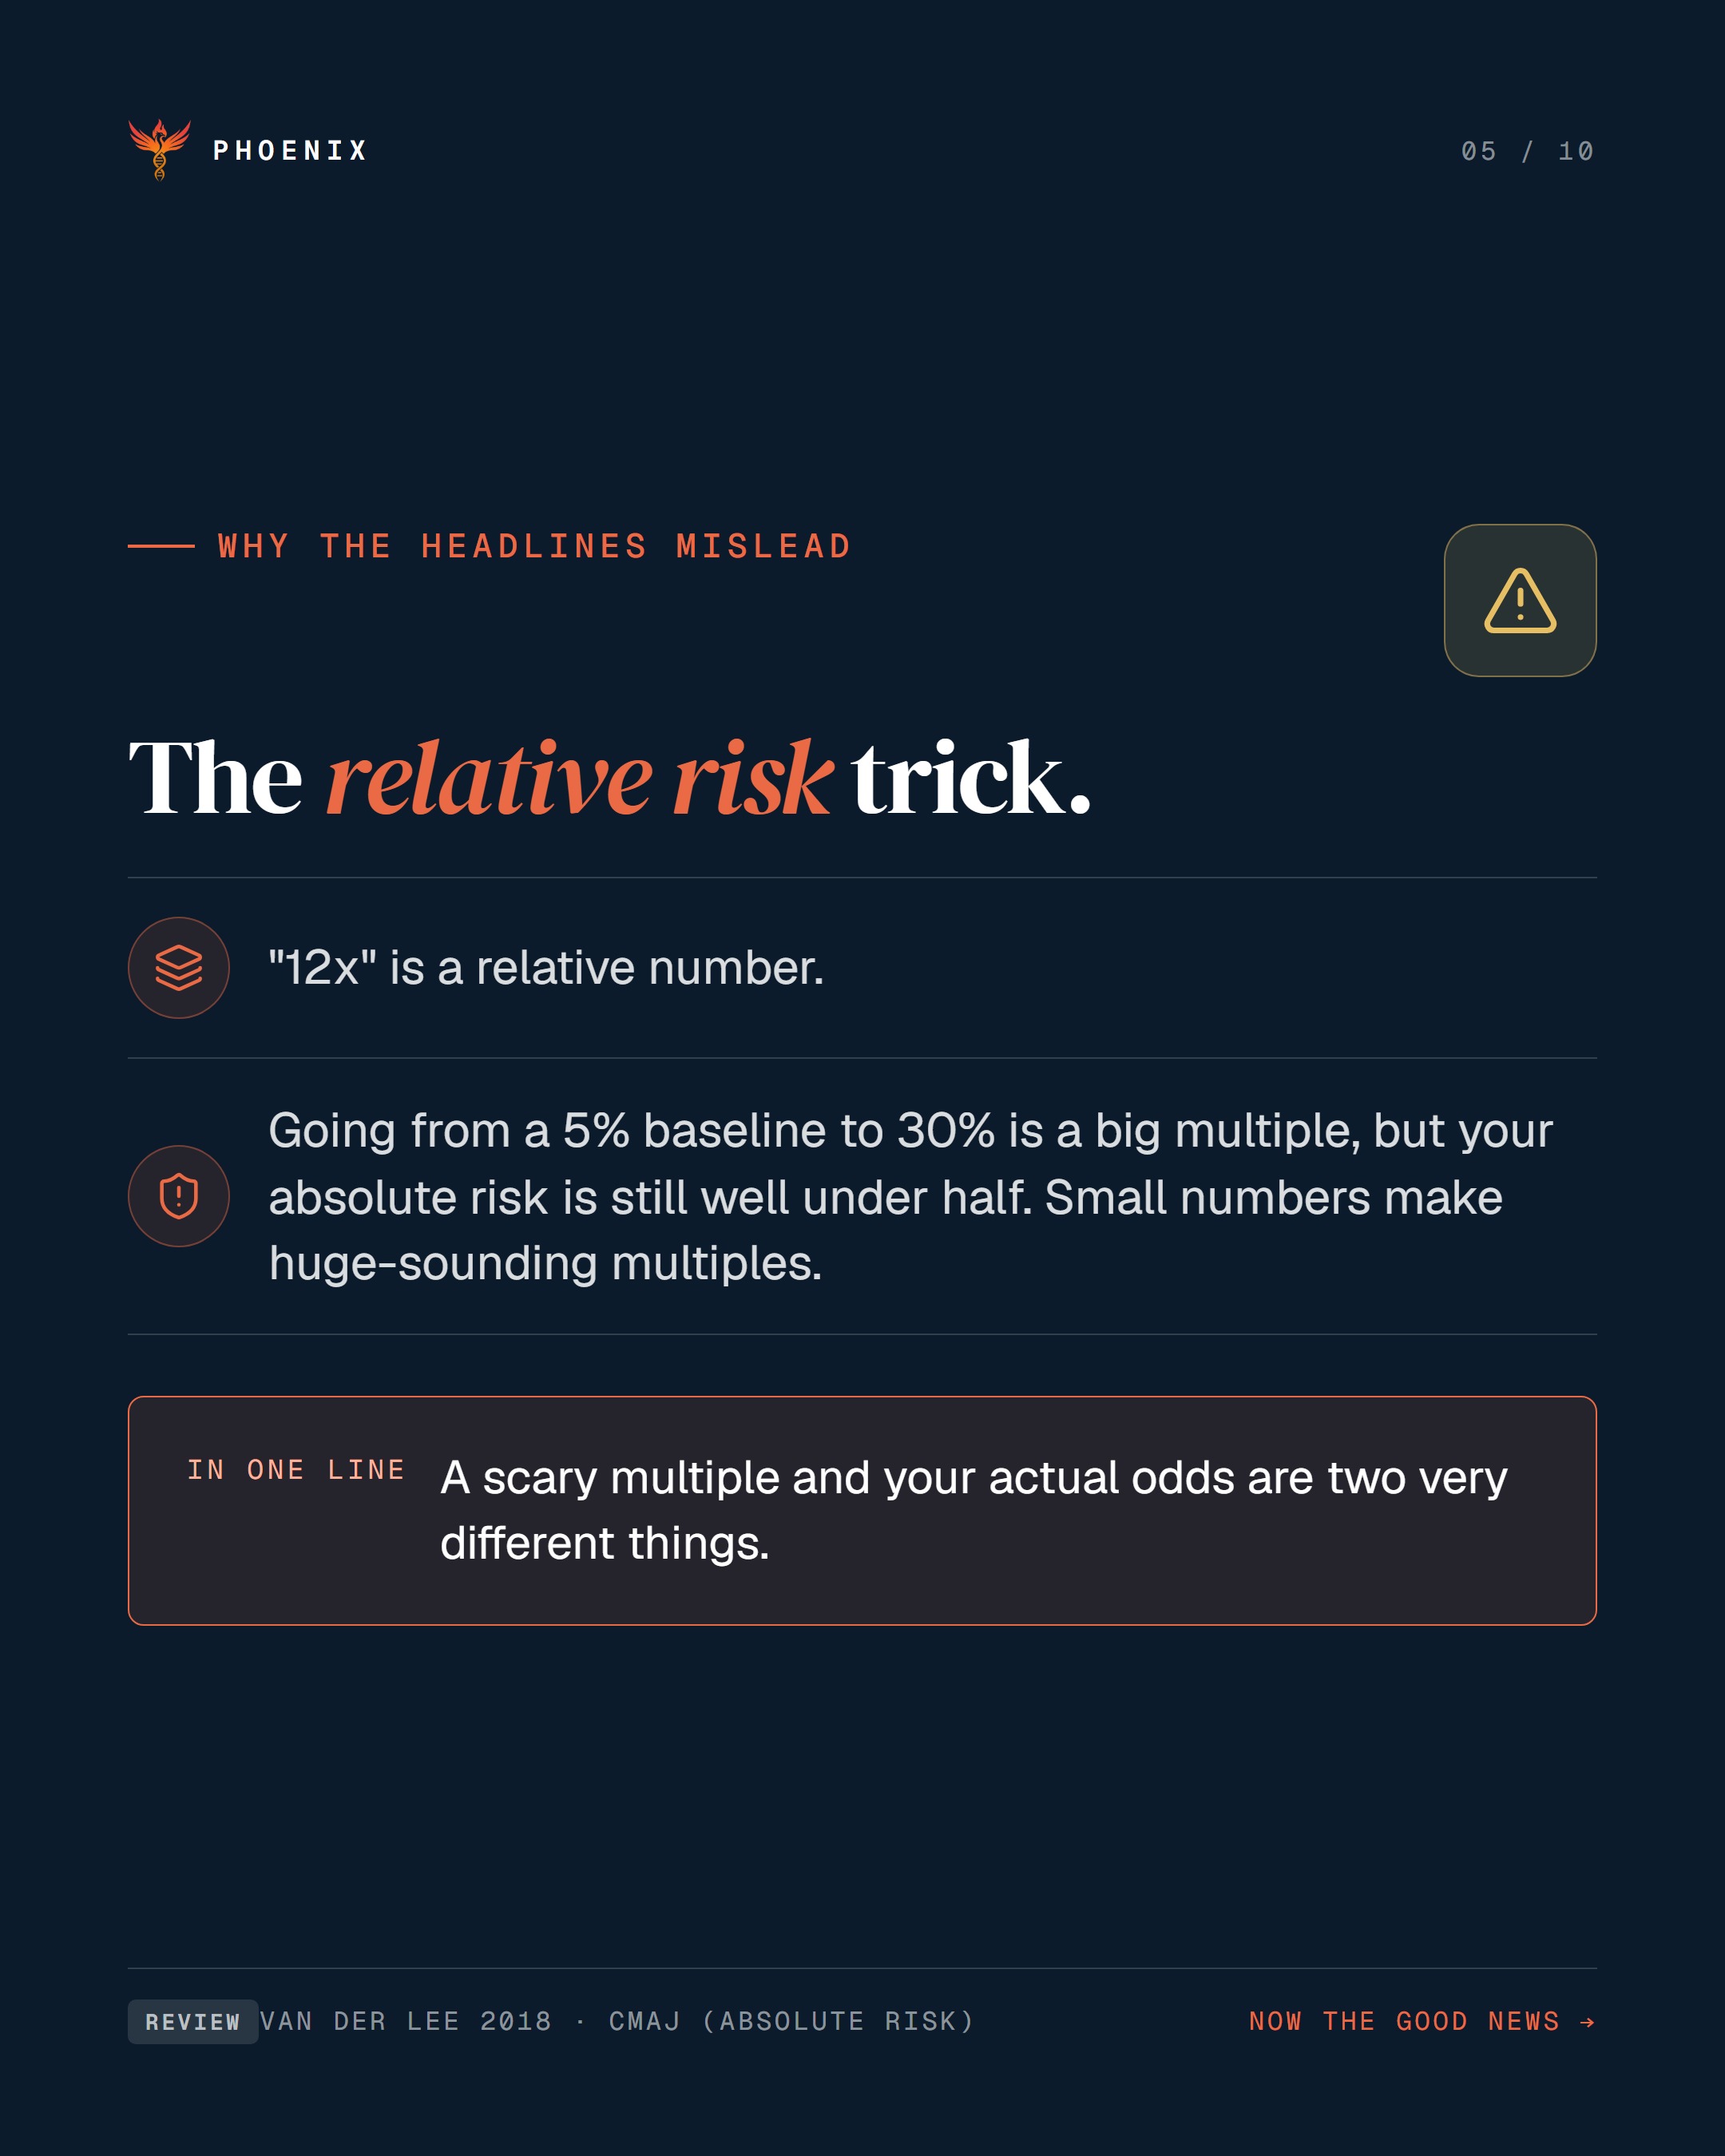 PHOENIX
05 / 10
WHY THE HEADLINES MISLEAD
The relative risk trick.
"12x" is a relative number.
Going from a 5% baseline to 30% is a big multiple, but your
absolute risk is still well under half. Small numbers make
huge-sounding multiples.
IN ONE LINE
A scary multiple and your actual odds are two very
different things.
REVIEW VAN DER LEE 2018 · CMAJ (ABSOLUTE RISK)
NOW THE GOOD NEWS →